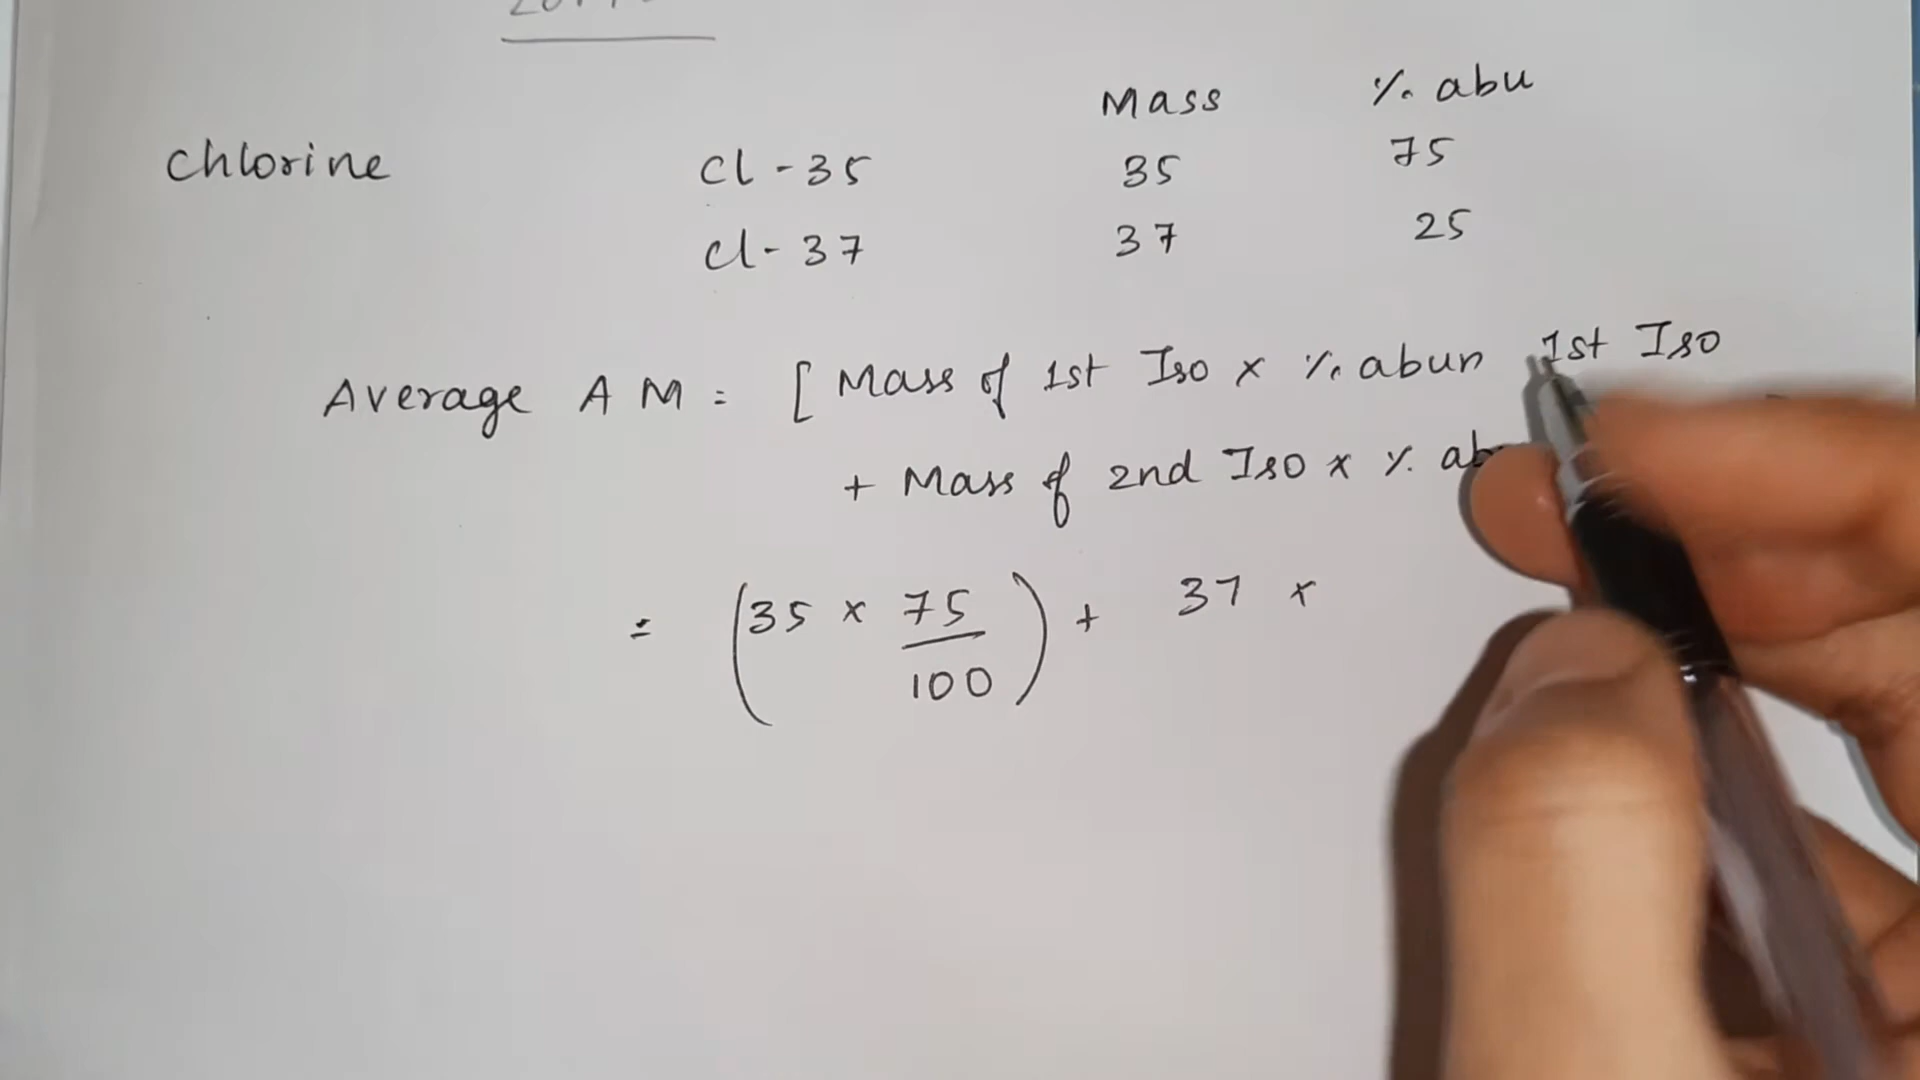 Mass % abu
Chlorine Cl - 35 35 75
Cl - 37 37 25
Average A M = [ Mass of 1st Iso x % abun 1st Iso
+ Mass of 2nd Iso x %
= (35 x 75/100) + 37 x